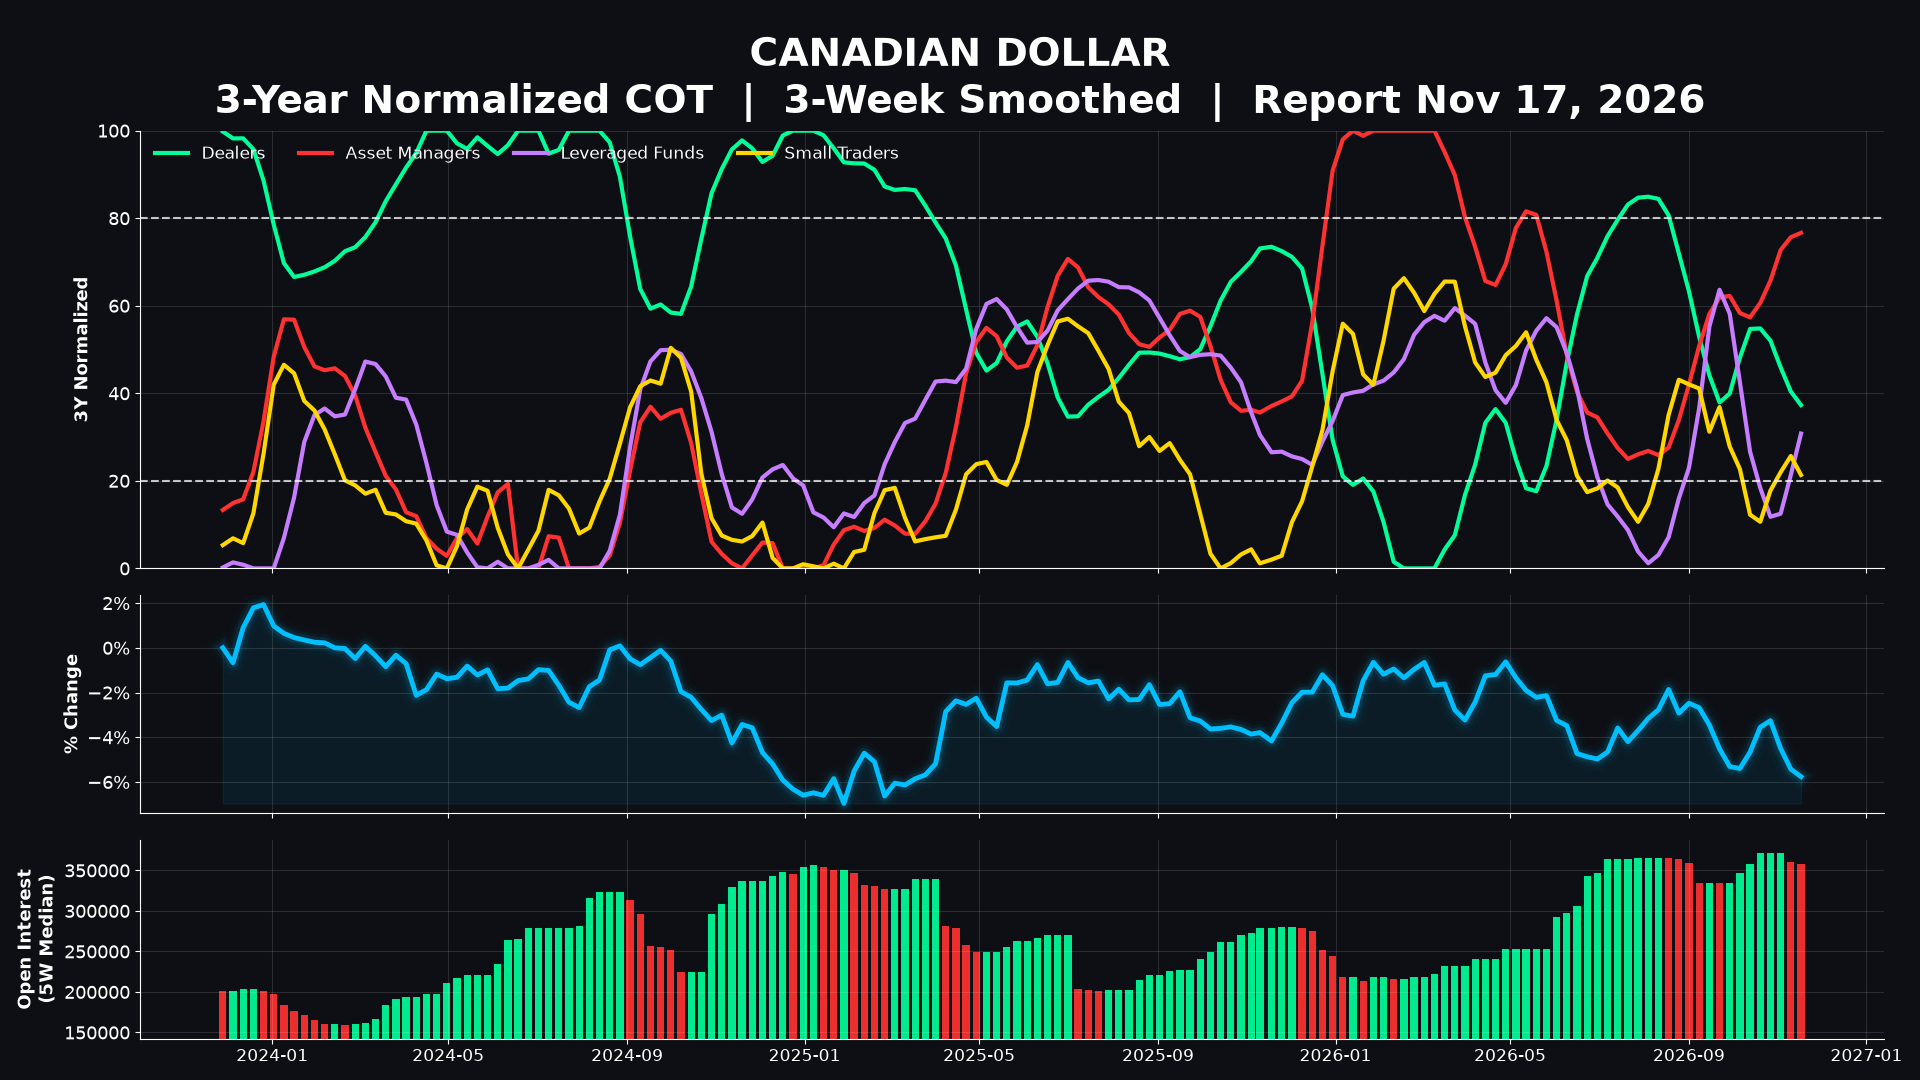 CANADIAN DOLLAR
3-Year Normalized COT | 3-Week Smoothed | Report Nov 17, 2026
3Y Normalized
100
80
60
40
20
0
Dealers
Asset Managers
Leveraged Funds
Small Traders
% Change
2%
0%
−2%
−4%
−6%
Open Interest
(5W Median)
350000
300000
250000
200000
150000
2024-01
2024-05
2024-09
2025-01
2025-05
2025-09
2026-01
2026-05
2026-09
2027-01